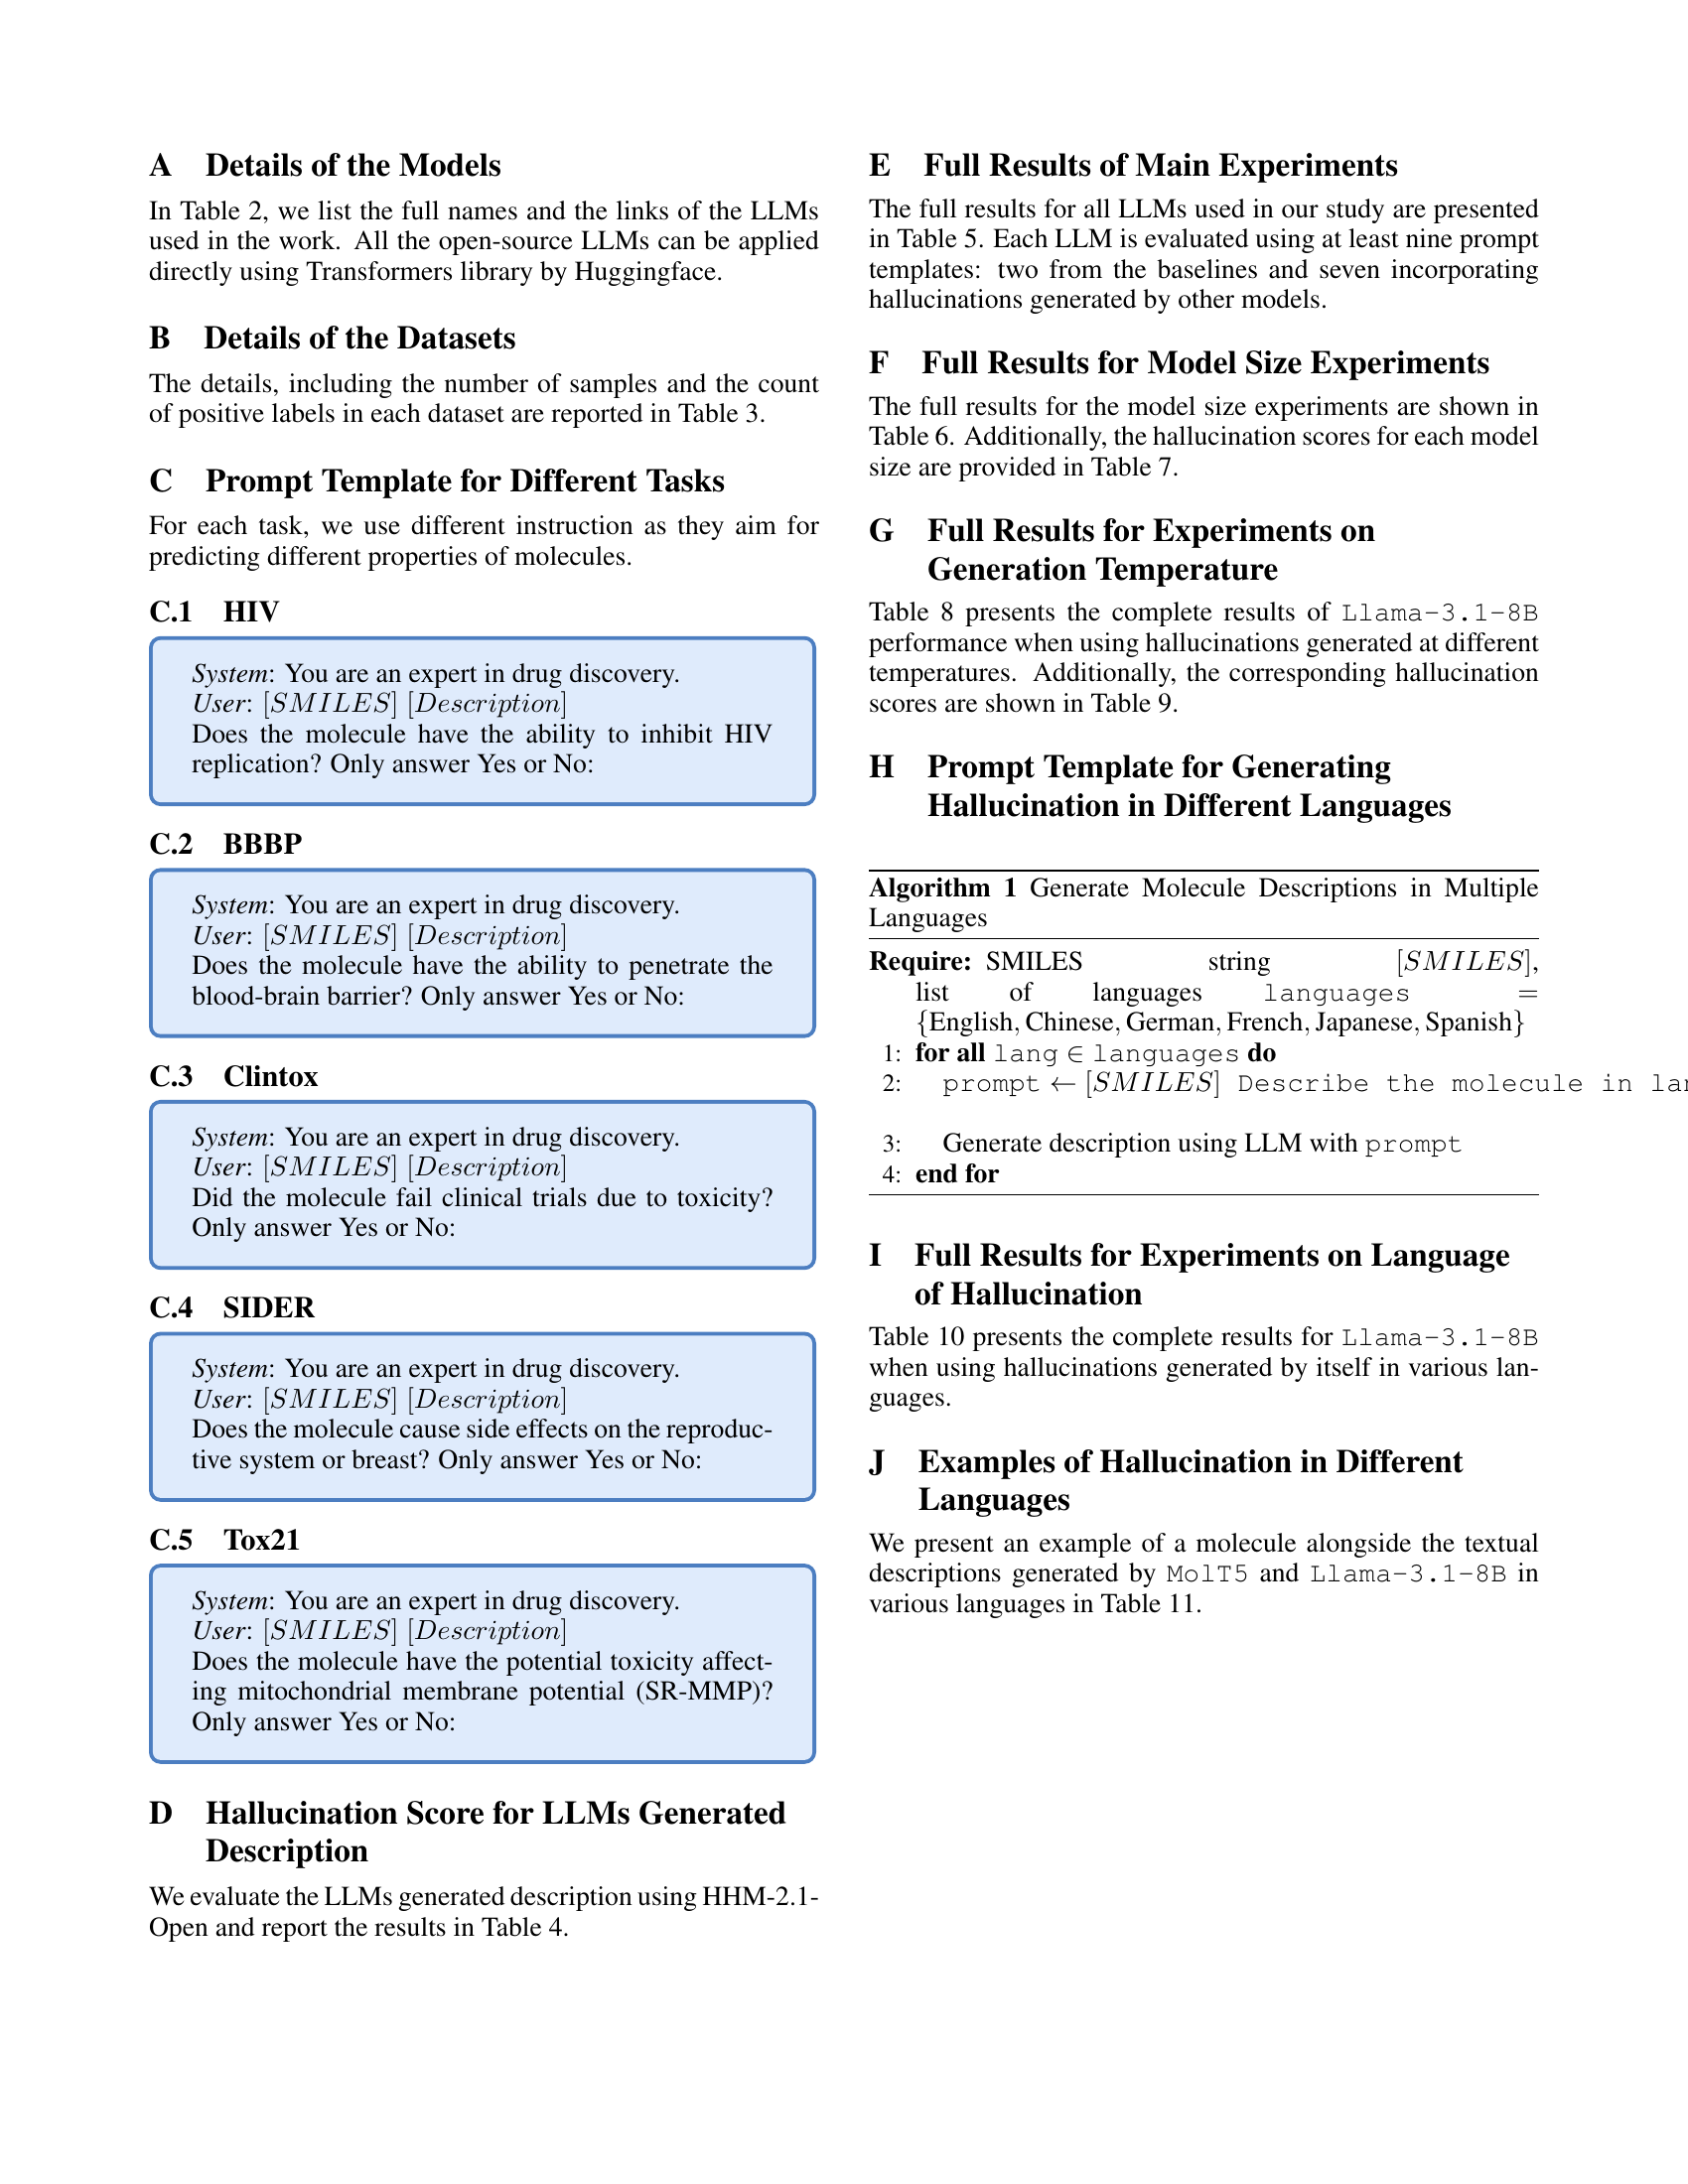 A Details of the Models
In Table 2, we list the full names and the links of the LLMs
used in the work. All the open-source LLMs can be applied
directly using Transformers library by Huggingface.
B Details of the Datasets
The details, including the number of samples and the count
of positive labels in each dataset are reported in Table 3.
C Prompt Template for Different Tasks
For each task, we use different instruction as they aim for
predicting different properties of molecules.
C.1 HIV
System: You are an expert in drug discovery.
User: [SMILES] [Description]
Does the molecule have the ability to inhibit HIV
replication? Only answer Yes or No:
C.2 BBBP
System: You are an expert in drug discovery.
User: [SMILES] [Description]
Does the molecule have the ability to penetrate the
blood-brain barrier? Only answer Yes or No:
C.3 Clintox
System: You are an expert in drug discovery.
User: [SMILES] [Description]
Did the molecule fail clinical trials due to toxicity?
Only answer Yes or No:
C.4 SIDER
System: You are an expert in drug discovery.
User: [SMILES] [Description]
Does the molecule cause side effects on the reproduc-
tive system or breast? Only answer Yes or No:
C.5 Tox21
System: You are an expert in drug discovery.
User: [SMILES] [Description]
Does the molecule have the potential toxicity affect-
ing mitochondrial membrane potential (SR-MMP)?
Only answer Yes or No:
D Hallucination Score for LLMs Generated
Description
We evaluate the LLMs generated description using HHM-2.1-
Open and report the results in Table 4.
E Full Results of Main Experiments
The full results for all LLMs used in our study are presented
in Table 5. Each LLM is evaluated using at least nine prompt
templates: two from the baselines and seven incorporating
hallucinations generated by other models.
F Full Results for Model Size Experiments
The full results for the model size experiments are shown in
Table 6. Additionally, the hallucination scores for each model
size are provided in Table 7.
G Full Results for Experiments on
Generation Temperature
Table 8 presents the complete results of Llama-3.1-8B
performance when using hallucinations generated at different
temperatures. Additionally, the corresponding hallucination
scores are shown in Table 9.
H Prompt Template for Generating
Hallucination in Different Languages
Algorithm 1 Generate Molecule Descriptions in Multiple
Languages
Require: SMILES string [SMILES],
list of languages languages =
{English, Chinese, German, French, Japanese, Spanish}
1: for all lang ∈ languages do
2: prompt ← [SMILES] Describe the molecule in
3: Generate description using LLM with prompt
4: end for
I Full Results for Experiments on Language
of Hallucination
Table 10 presents the complete results for Llama-3.1-8B
when using hallucinations generated by itself in various lan-
guages.
J Examples of Hallucination in Different
Languages
We present an example of a molecule alongside the textual
descriptions generated by MolT5 and Llama-3.1-8B in
various languages in Table 11.